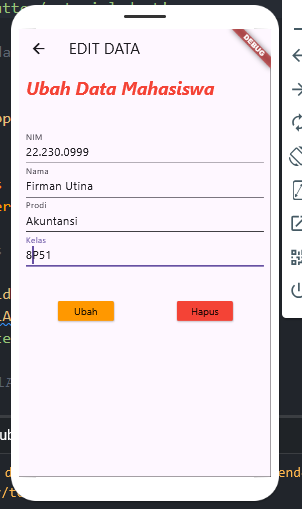 EDIT DATA
DEBUG
Ubah Data Mahasiswa
NIM
22.230.0999
Nama
Firman Utina
Prodi
Akuntansi
Kelas
8P51
Ubah
Hapus